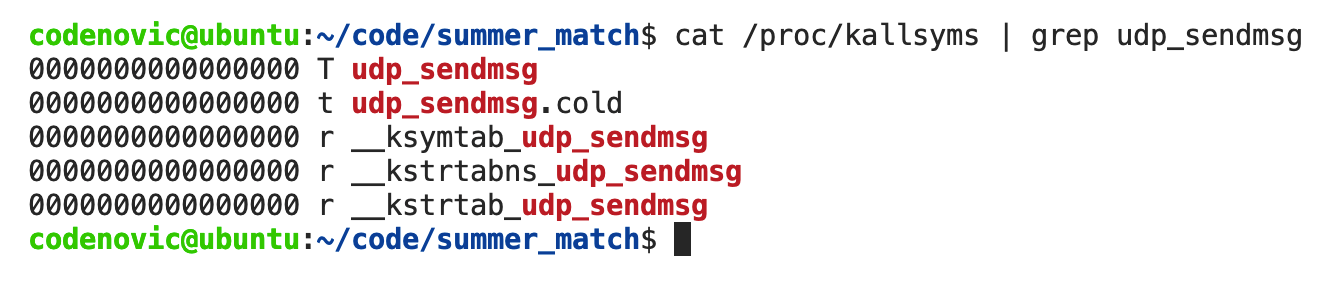 codenovic@ubuntu:~/code/summer_match$ cat /proc/kallsyms | grep udp_sendmsg
0000000000000000 T udp_sendmsg
0000000000000000 t udp_sendmsg.cold
0000000000000000 r __ksymtab_udp_sendmsg
0000000000000000 r __kstrtabns_udp_sendmsg
0000000000000000 r __kstrtab_udp_sendmsg
codenovic@ubuntu:~/code/summer_match$